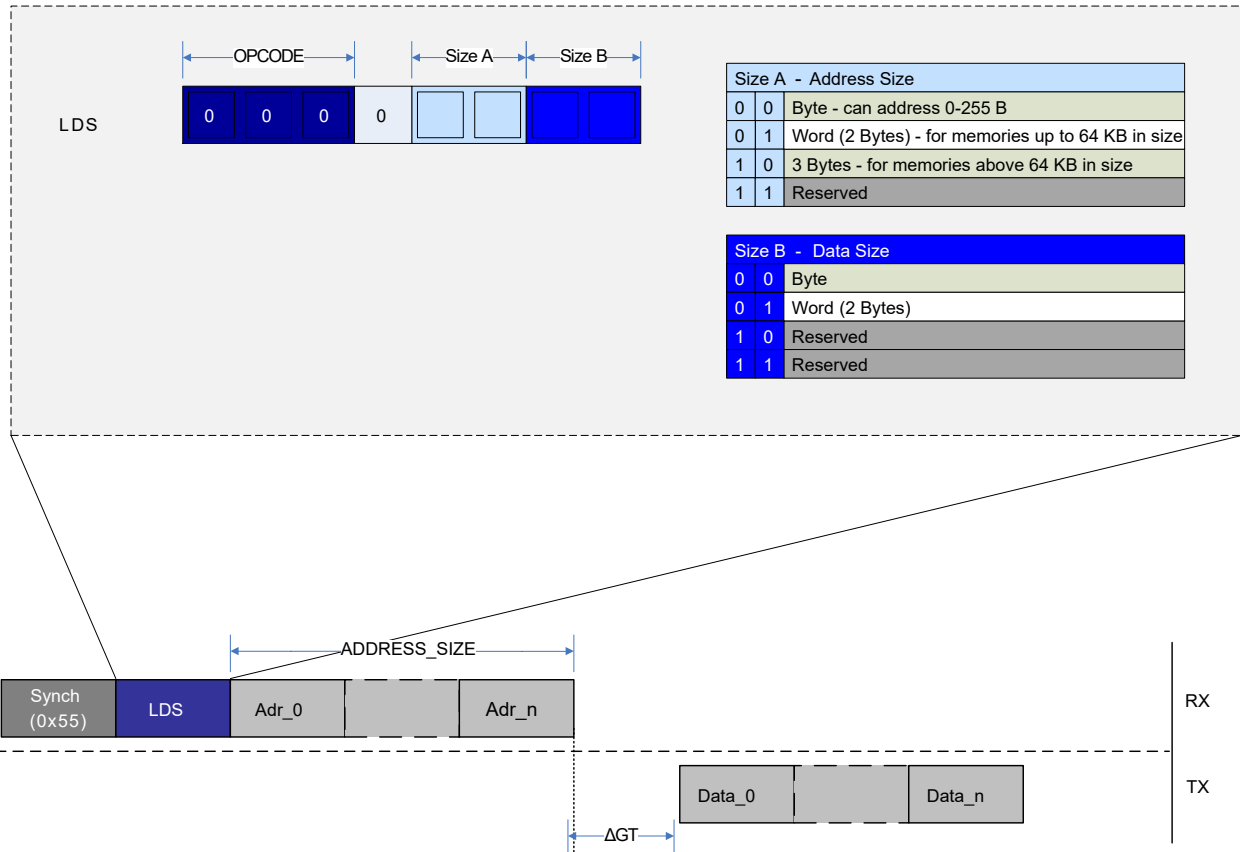 OPCODE Size A Size B
LDS 0 0 0 0
Size A - Address Size
0 0 Byte - can address 0-255 B
0 1 Word (2 Bytes) - for memories up to 64 KB in size
1 0 3 Bytes - for memories above 64 KB in size
1 1 Reserved
Size B - Data Size
0 0 Byte
0 1 Word (2 Bytes)
1 0 Reserved
1 1 Reserved
ADDRESS_SIZE
Synch
(0x55)
LDS Adr_0 Adr_n RX
Data_0 Data_n TX
ΔGT